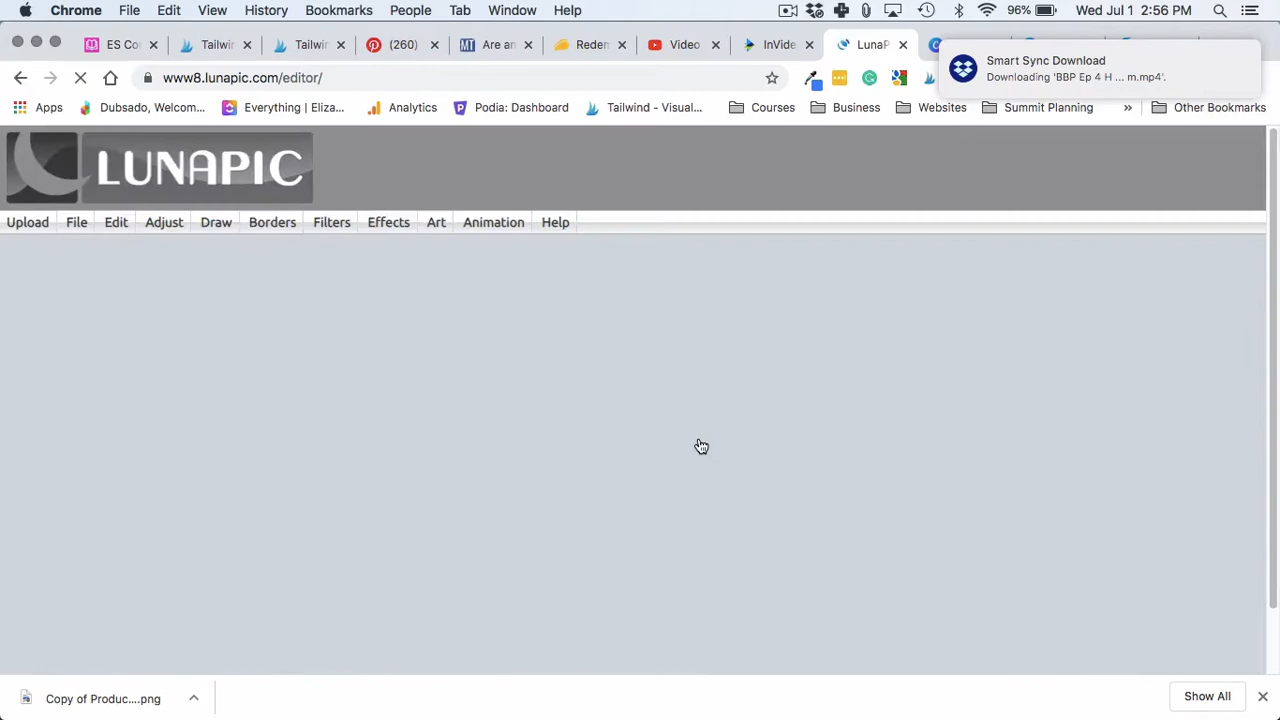 Chrome File Edit View History Bookmarks People Tab Window Help 96% Wed Jul 1 2:56 PM
ES Co Tailwi Tailwi (260) Are an Redem Video InVide LunaP
Smart Sync Download
Downloading 'BBP Ep 4 H ... m.mp4'.
www8.lunapic.com/editor/
Apps Dubsado, Welcom... Everything | Eliza... Analytics Podia: Dashboard Tailwind - Visual... Courses Business Websites Summit Planning » Other Bookmarks
LUNAPIC
Upload File Edit Adjust Draw Borders Filters Effects Art Animation Help
Copy of Produc....png Show All